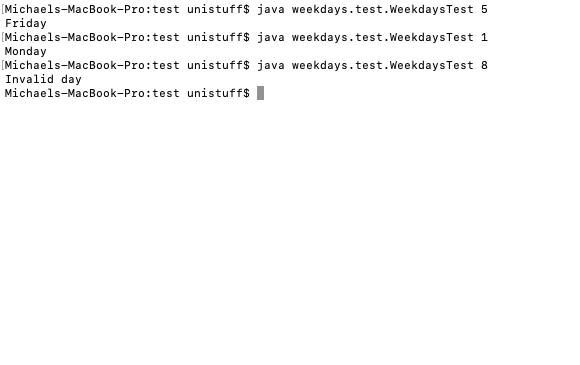 Michaels-MacBook-Pro:test unistuff$ java weekdays.test.WeekdaysTest 5
Friday
Michaels-MacBook-Pro:test unistuff$ java weekdays.test.WeekdaysTest 1
Monday
Michaels-MacBook-Pro:test unistuff$ java weekdays.test.WeekdaysTest 8
Invalid day
Michaels-MacBook-Pro:test unistuff$